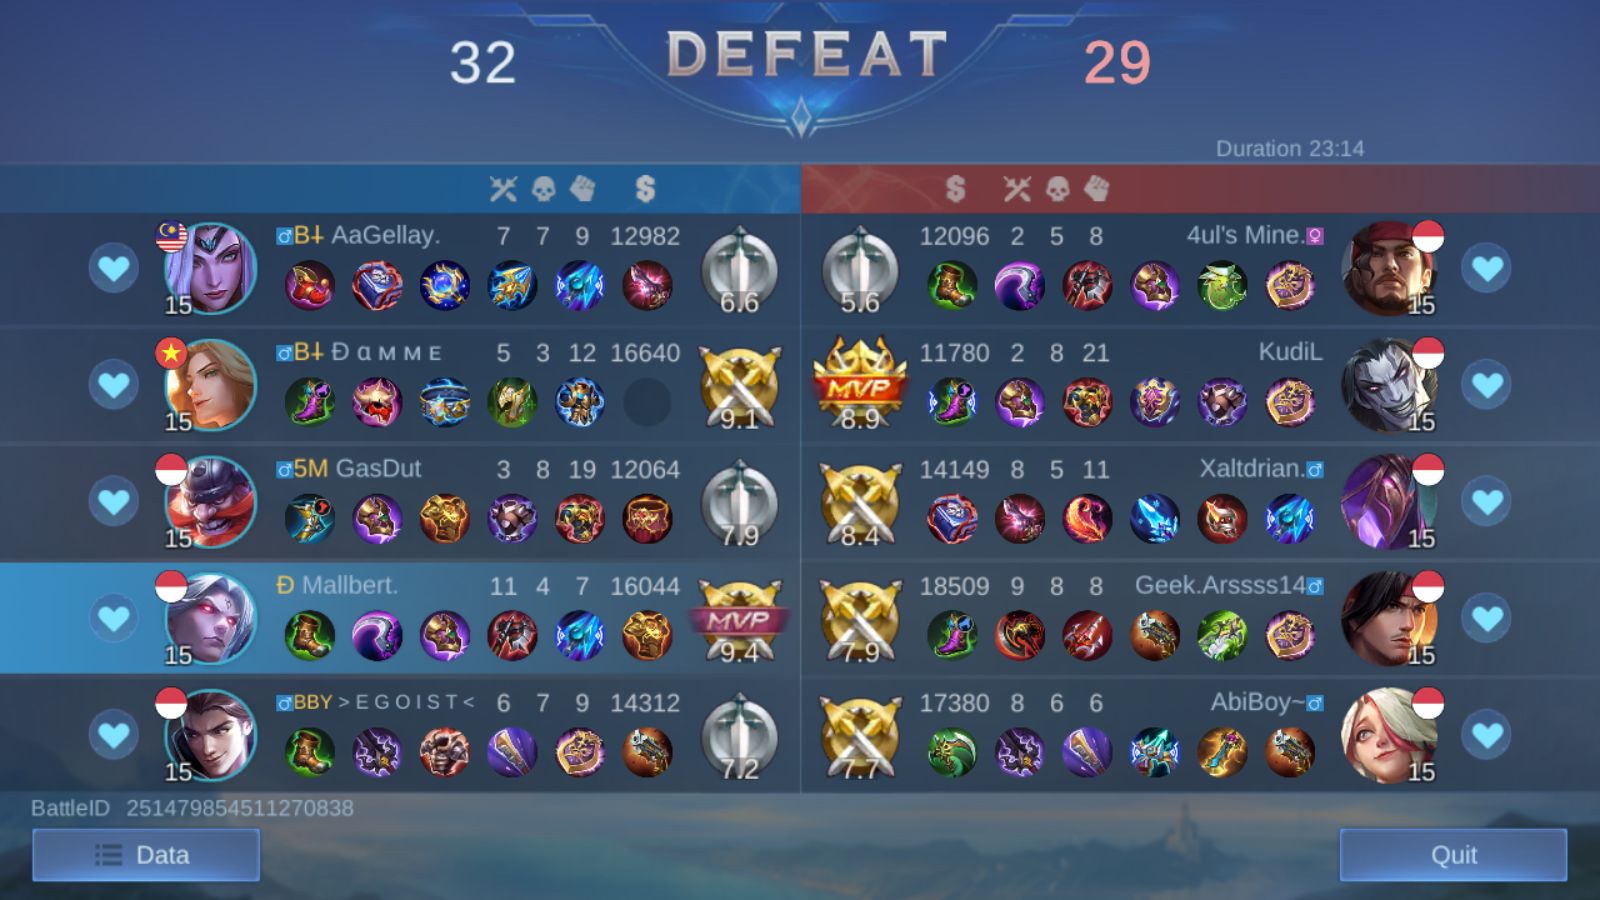 32 DEFEAT 29
Duration 23:14
B⸸ AaGellay. 7 7 9 12982
15 6.6
12096 2 5 8 4ul's Mine.
5.6 15
B⸸ Đ α ᴍ ᴍ ᴇ 5 3 12 16640
15 9.1
11780 2 8 21 KudiL
MVP 8.9 15
5M GasDut 3 8 19 12064
15 7.9
14149 8 5 11 Xaltdrian.
8.4 15
Đ Mallbert. 11 4 7 16044
15 MVP 9.4
18509 9 8 8 Geek.Arssss14
7.9 15
BBY > E G O I S T < 6 7 9 14312
15 7.2
17380 8 6 6 AbiBoy~
7.7 15
BattleID 251479854511270838
Data
Quit